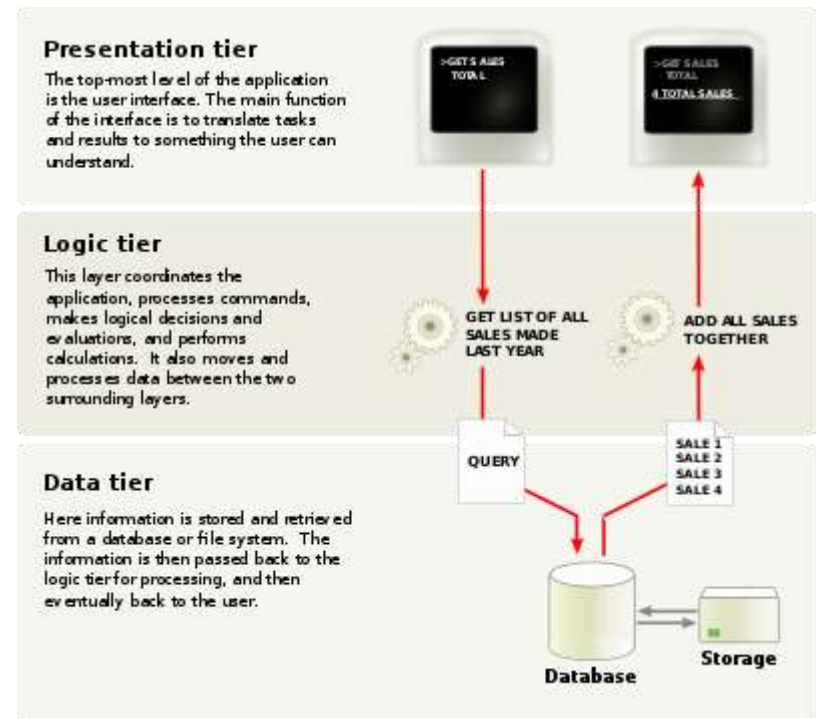 Presentation tier
The top-most level of the application
is the user interface. The main function
of the interface is to translate tasks
and results to something the user can
understand.
>GET SALES
TOTAL
>GET SALES
TOTAL
4 TOTAL SALES_
Logic tier
This layer coordinates the
application, processes commands,
makes logical decisions and
evaluations, and performs
calculations. It also moves and
processes data between the two
surrounding layers.
GET LIST OF ALL
SALES MADE
LAST YEAR
ADD ALL SALES
TOGETHER
Data tier
Here information is stored and retrieved
from a database or file system. The
information is then passed back to the
logic tier for processing, and then
eventually back to the user.
QUERY
SALE 1
SALE 2
SALE 3
SALE 4
Database
Storage